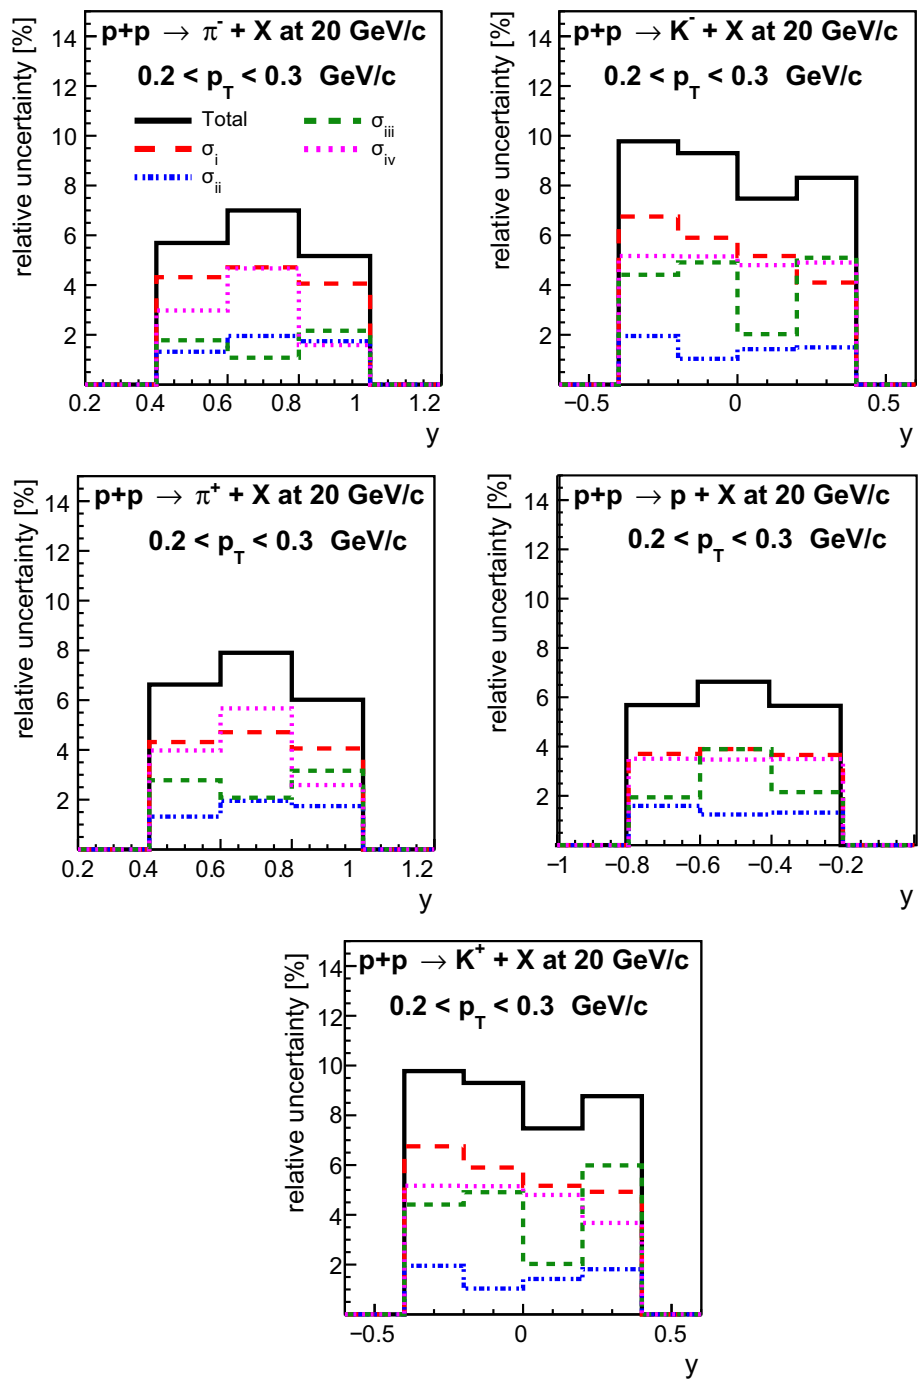 p+p → π⁻ + X at 20 GeV/c
0.2 < p_T < 0.3 GeV/c
Total
σ_i
σ_ii
σ_iii
σ_iv
relative uncertainty [%]
14
12
10
8
6
4
2
0.2 0.4 0.6 0.8 1 1.2
y
p+p → K⁻ + X at 20 GeV/c
0.2 < p_T < 0.3 GeV/c
relative uncertainty [%]
14
12
10
8
6
4
2
−0.5 0 0.5
y
p+p → π⁺ + X at 20 GeV/c
0.2 < p_T < 0.3 GeV/c
relative uncertainty [%]
14
12
10
8
6
4
2
0.2 0.4 0.6 0.8 1 1.2
y
p+p → p + X at 20 GeV/c
0.2 < p_T < 0.3 GeV/c
relative uncertainty [%]
14
12
10
8
6
4
2
−1 −0.8 −0.6 −0.4 −0.2
y
p+p → K⁺ + X at 20 GeV/c
0.2 < p_T < 0.3 GeV/c
relative uncertainty [%]
14
12
10
8
6
4
2
−0.5 0 0.5
y